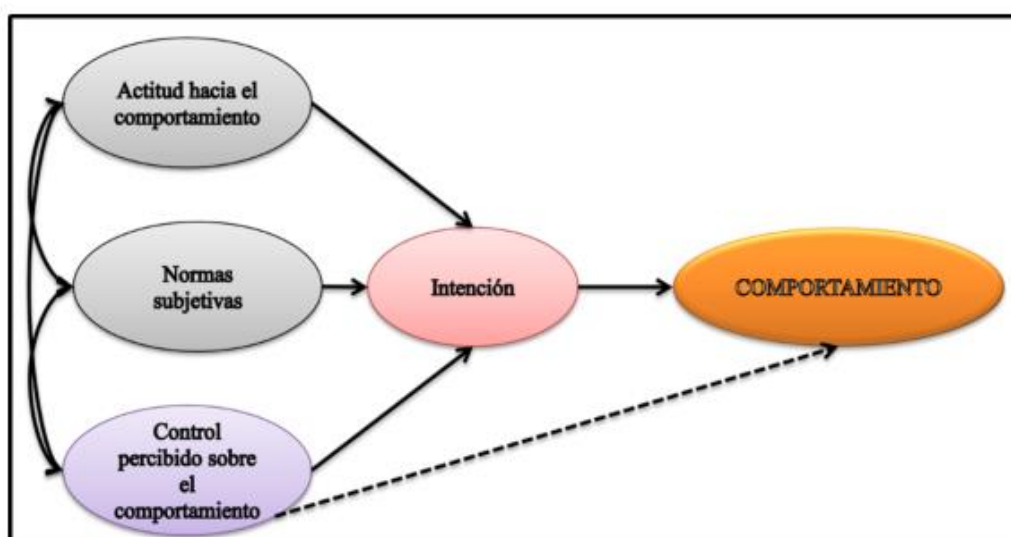 Actitud hacia el
comportamiento
Normas
subjetivas
Intención
COMPORTAMIENTO
Control
percibido sobre
el
comportamiento